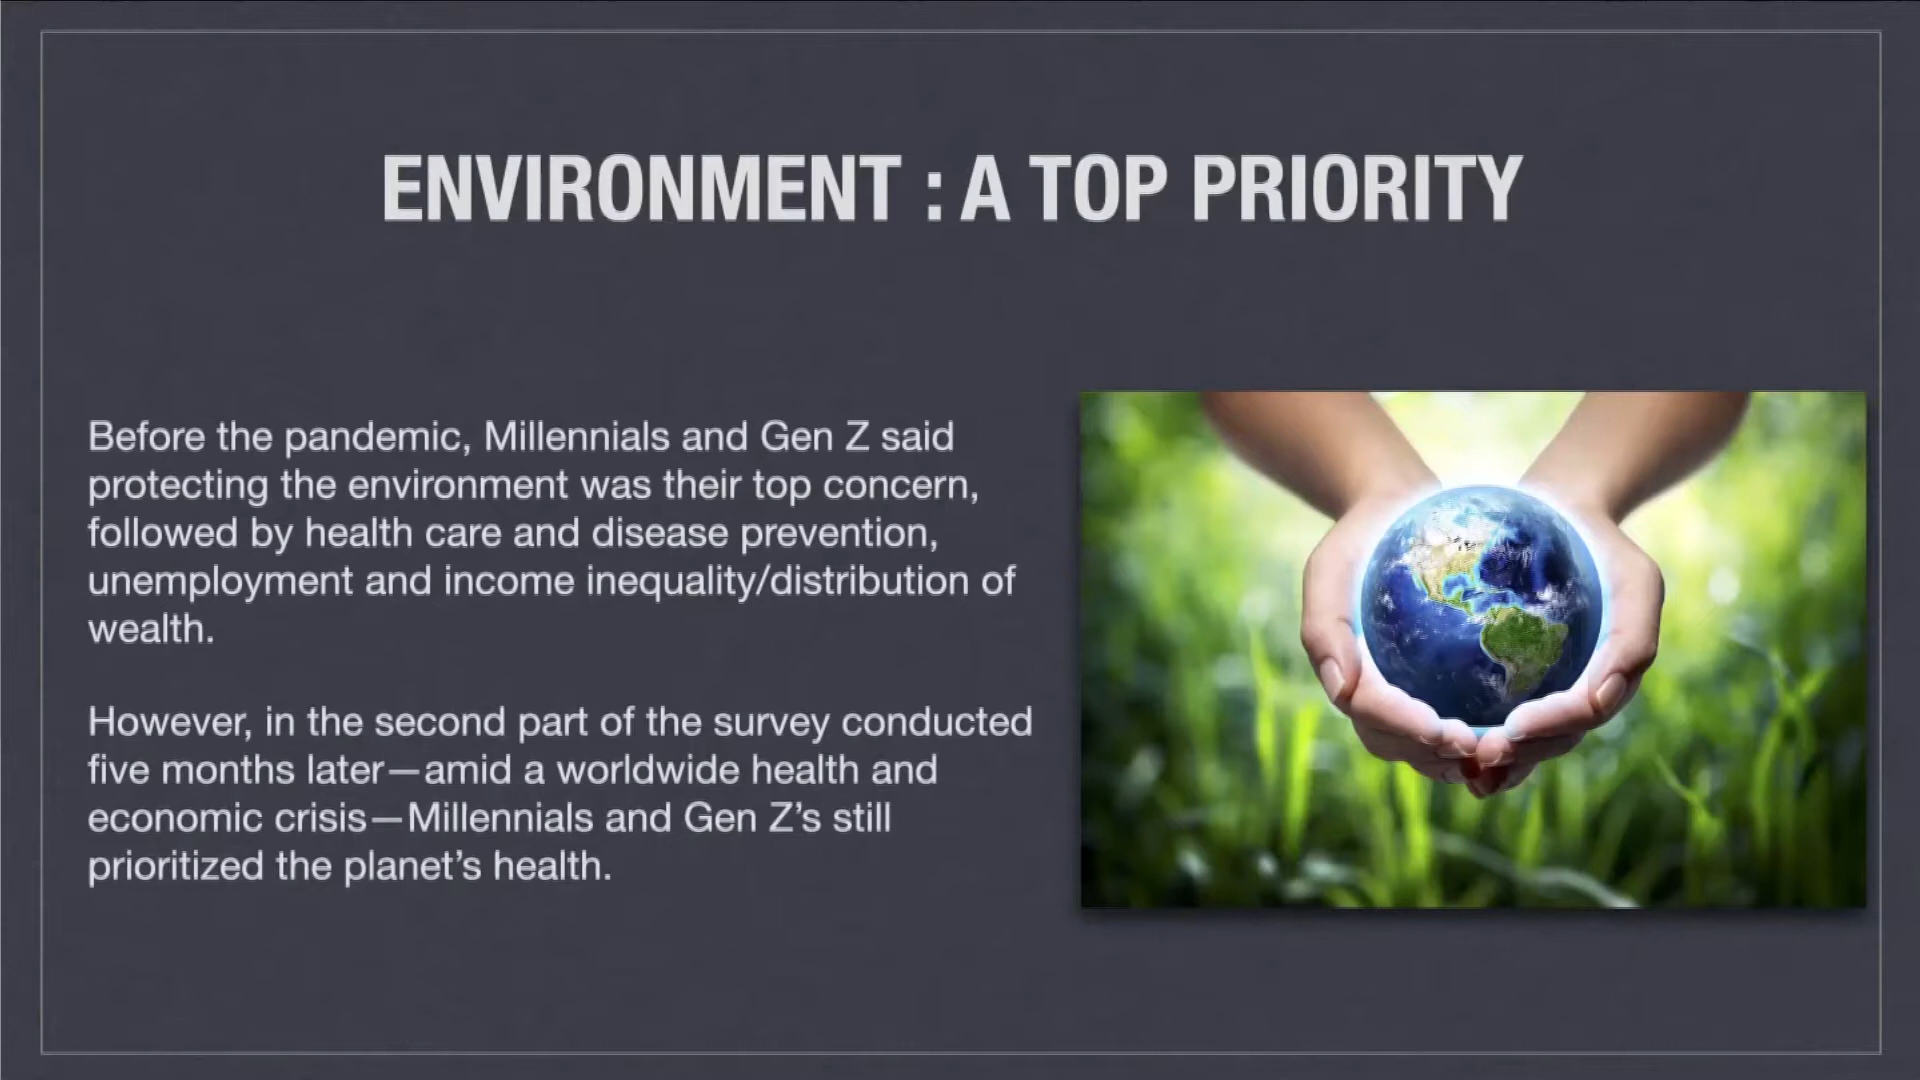 ENVIRONMENT : A TOP PRIORITY
Before the pandemic, Millennials and Gen Z said
protecting the environment was their top concern,
followed by health care and disease prevention,
unemployment and income inequality/distribution of
wealth.
However, in the second part of the survey conducted
five months later—amid a worldwide health and
economic crisis—Millennials and Gen Z’s still
prioritized the planet’s health.